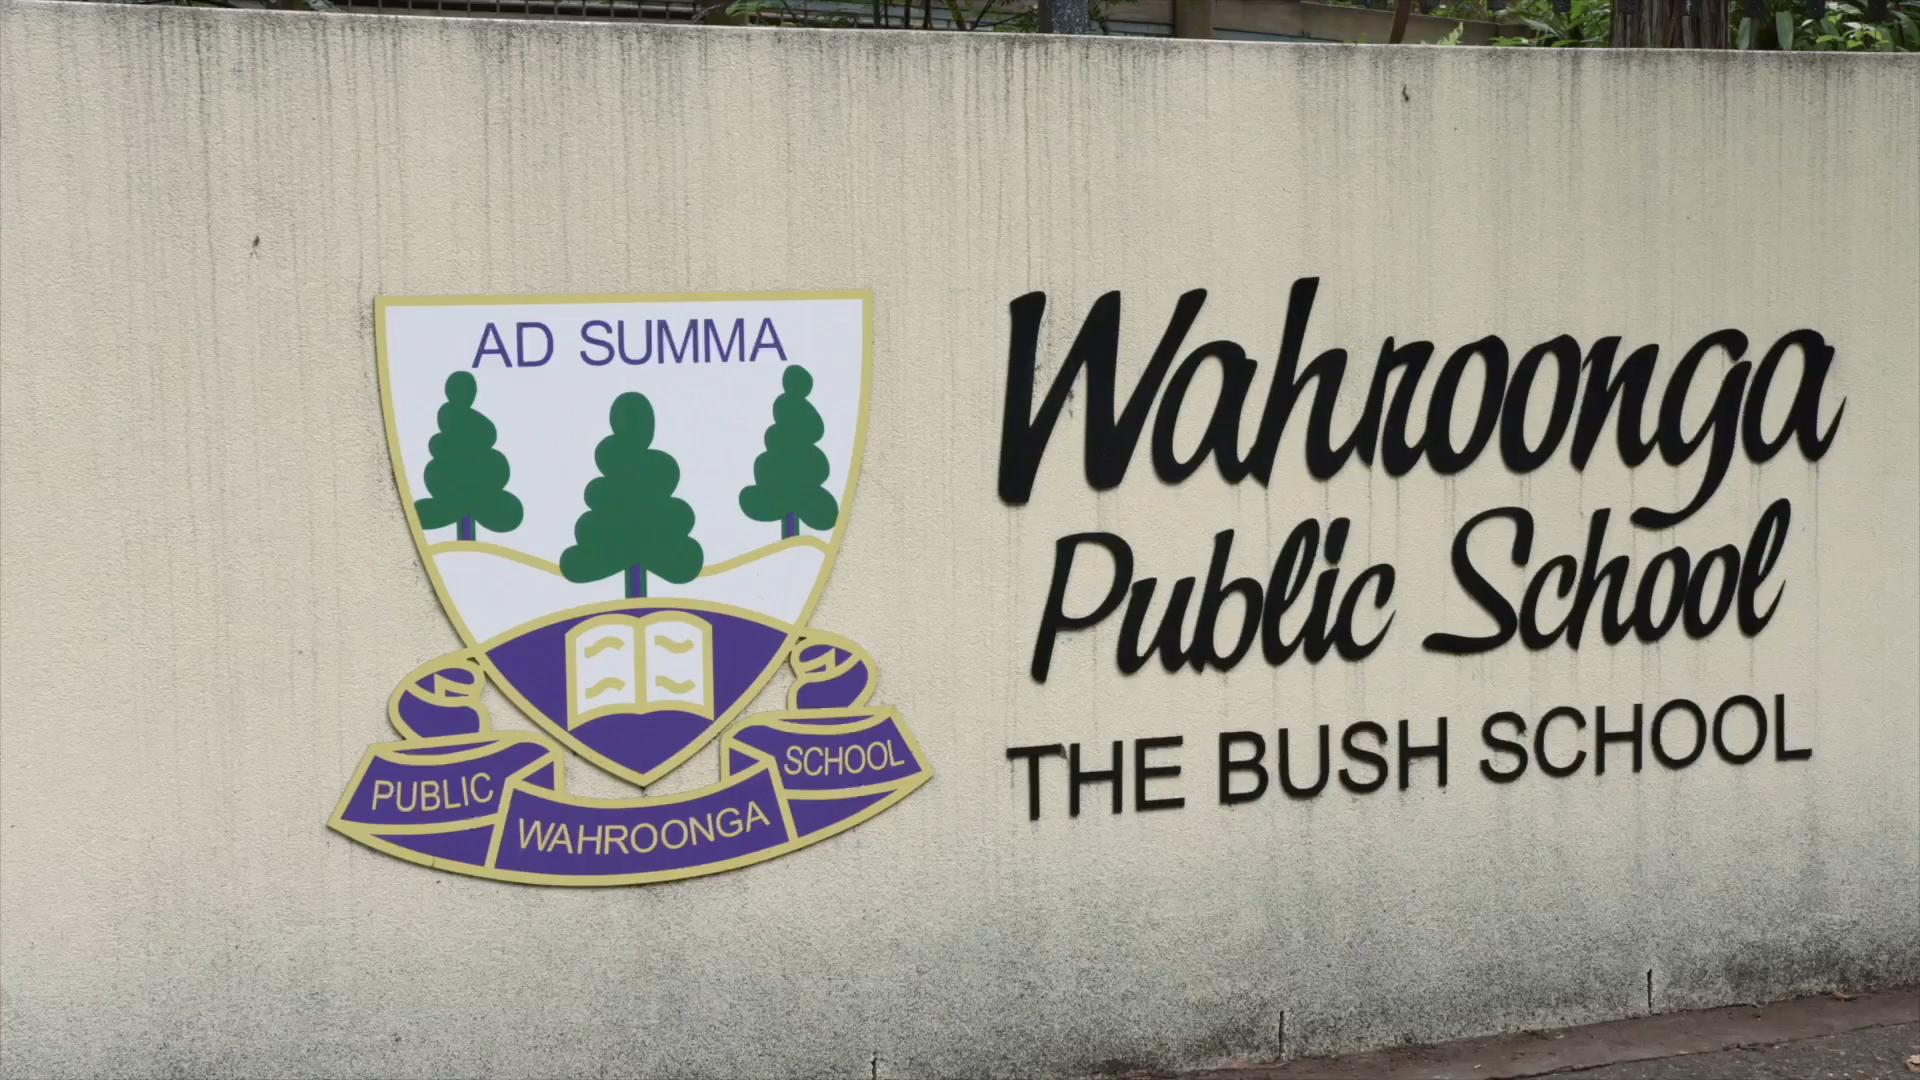 AD SUMMA
PUBLIC
WAHROONGA
SCHOOL
Wahroonga
Public School
THE BUSH SCHOOL